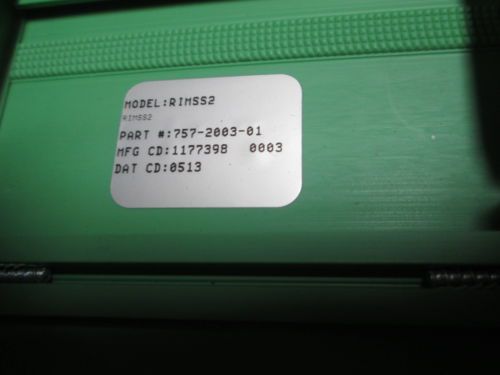 MODEL:RIMSS2
RIMSS2
PART #:757-2003-01
MFG CD:1177398 0003
DAT CD:0513